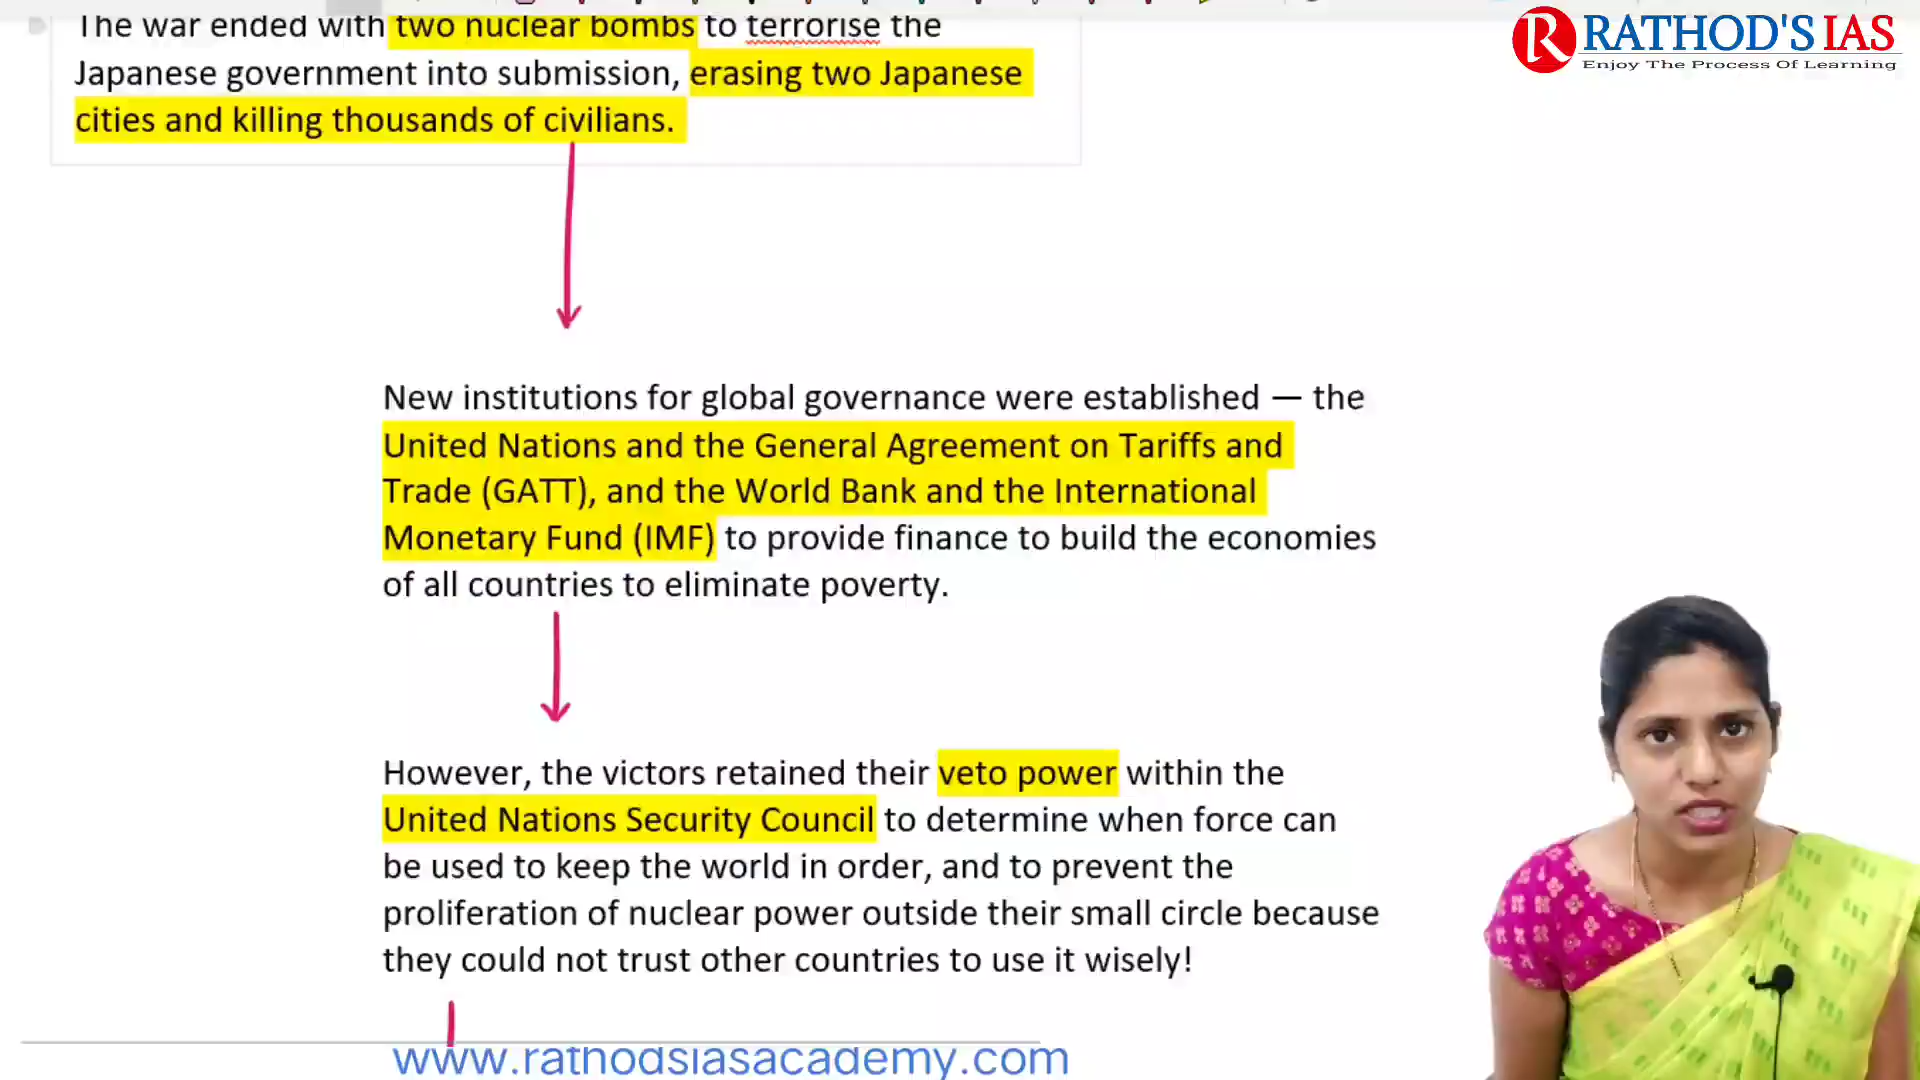 The war ended with two nuclear bombs to terrorise the
Japanese government into submission, erasing two Japanese
cities and killing thousands of civilians.
R RATHOD'S IAS
Enjoy The Process Of Learning
New institutions for global governance were established — the
United Nations and the General Agreement on Tariffs and
Trade (GATT), and the World Bank and the International
Monetary Fund (IMF) to provide finance to build the economies
of all countries to eliminate poverty.
However, the victors retained their veto power within the
United Nations Security Council to determine when force can
be used to keep the world in order, and to prevent the
proliferation of nuclear power outside their small circle because
they could not trust other countries to use it wisely!
www.rathodsiasacademy.com